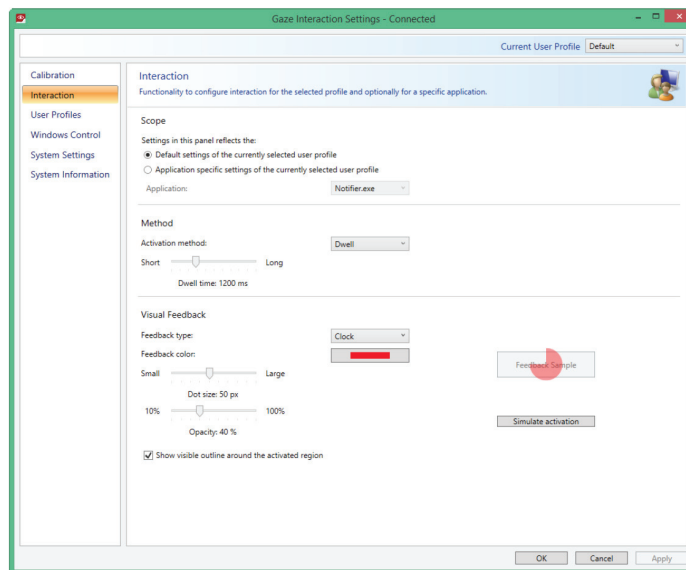 Gaze Interaction Settings - Connected
Current User Profile Default
Calibration
Interaction
User Profiles
Windows Control
System Settings
System Information
Interaction
Functionality to configure interaction for the selected profile and optionally for a specific application.
Scope
Settings in this panel reflects the:
Default settings of the currently selected user profile
Application specific settings of the currently selected user profile
Application: Notifier.exe
Method
Activation method: Dwell
Short Long
Dwell time: 1200 ms
Visual Feedback
Feedback type: Clock
Feedback color:
Small Large
Dot size: 50 px
10% 100%
Opacity: 40 %
Show visible outline around the activated region
Feedback Sample
Simulate activation
OK Cancel Apply